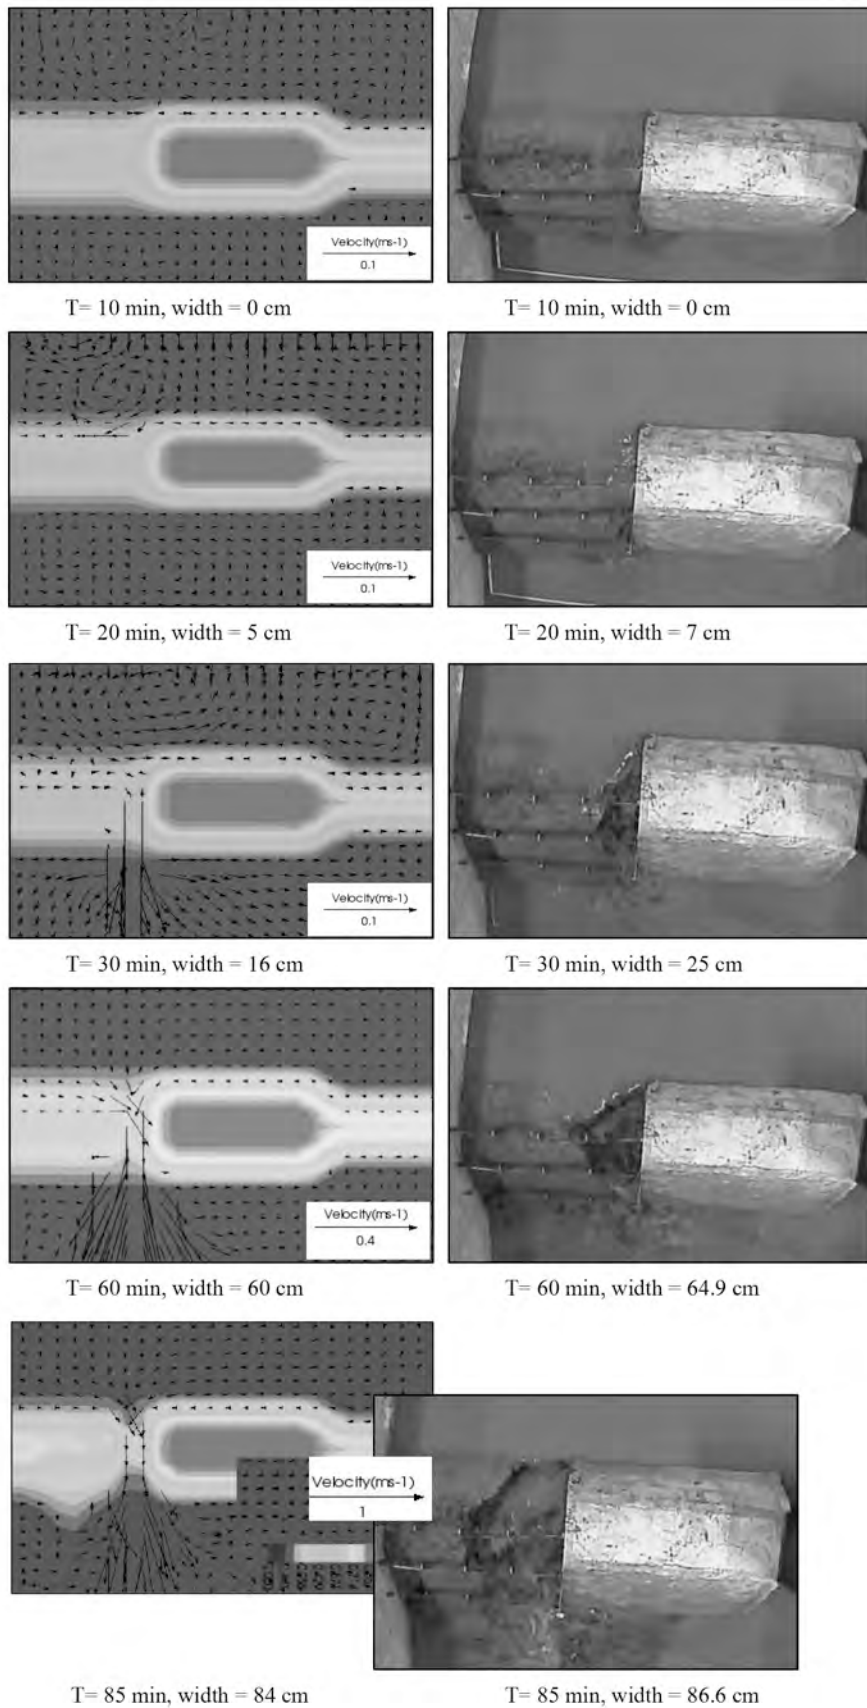 Velocity(ms-1)
0.1
T= 10 min, width = 0 cm
T= 10 min, width = 0 cm
Velocity(ms-1)
0.1
T= 20 min, width = 5 cm
T= 20 min, width = 7 cm
Velocity(ms-1)
0.1
T= 30 min, width = 16 cm
T= 30 min, width = 25 cm
Velocity(ms-1)
0.4
T= 60 min, width = 60 cm
T= 60 min, width = 64.9 cm
Velocity(ms-1)
1
T= 85 min, width = 84 cm
T= 85 min, width = 86.6 cm